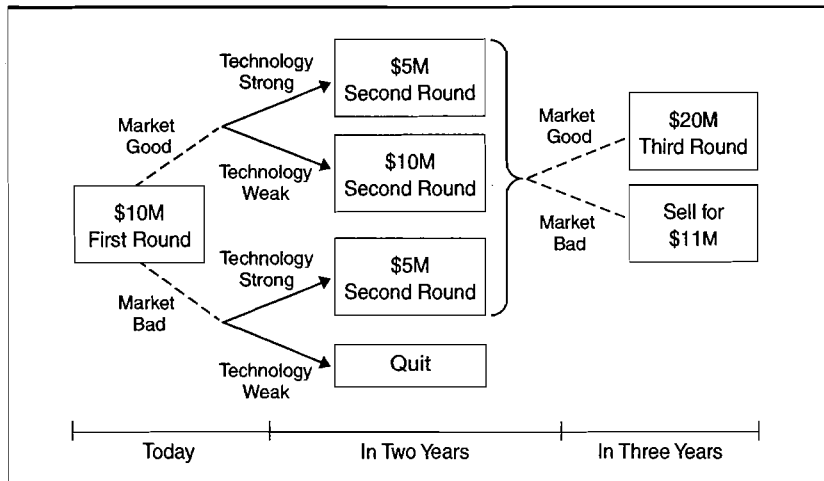 $10M
First Round
Market
Good
Market
Bad
Technology
Strong
Technology
Weak
Technology
Strong
Technology
Weak
$5M
Second Round
$10M
Second Round
$5M
Second Round
Quit
Market
Good
Market
Bad
$20M
Third Round
Sell for
$11M
Today
In Two Years
In Three Years